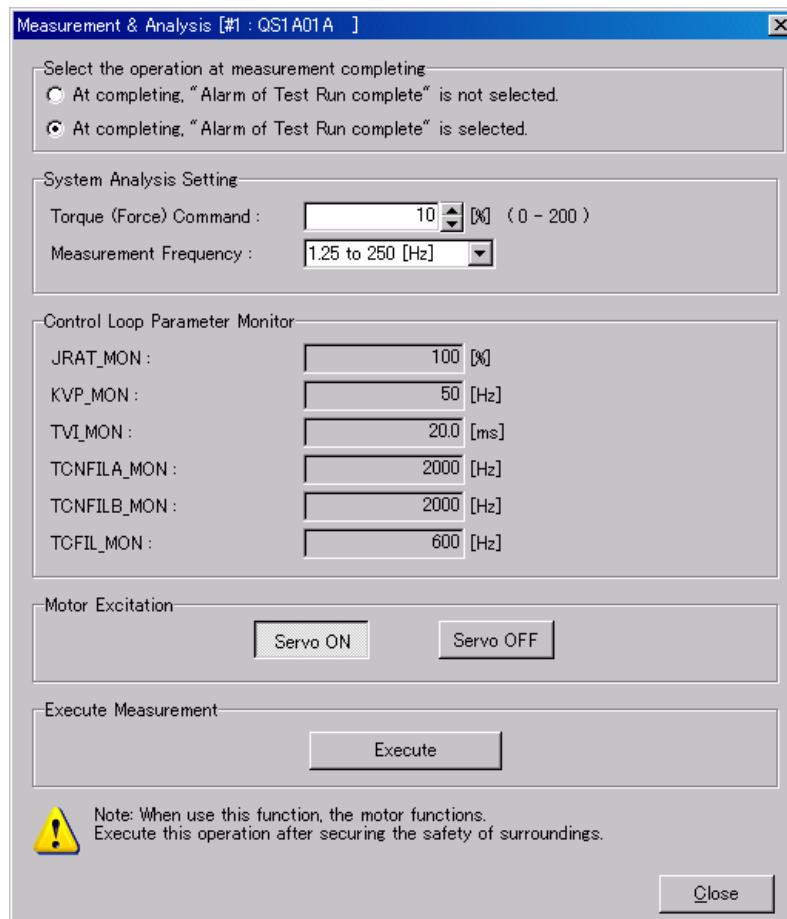 Measurement & Analysis [#1 : QS1A01A ]
Select the operation at measurement completing
At completing, "Alarm of Test Run complete" is not selected.
At completing, "Alarm of Test Run complete" is selected.
System Analysis Setting
Torque (Force) Command : 10 [%] ( 0 - 200 )
Measurement Frequency : 1.25 to 250 [Hz]
Control Loop Parameter Monitor
JRAT_MON : 100 [%]
KVP_MON : 50 [Hz]
TVI_MON : 20.0 [ms]
TCNFILA_MON : 2000 [Hz]
TCNFILB_MON : 2000 [Hz]
TCFIL_MON : 600 [Hz]
Motor Excitation
Servo ON Servo OFF
Execute Measurement
Execute
Note: When use this function, the motor functions.
Execute this operation after securing the safety of surroundings.
Close